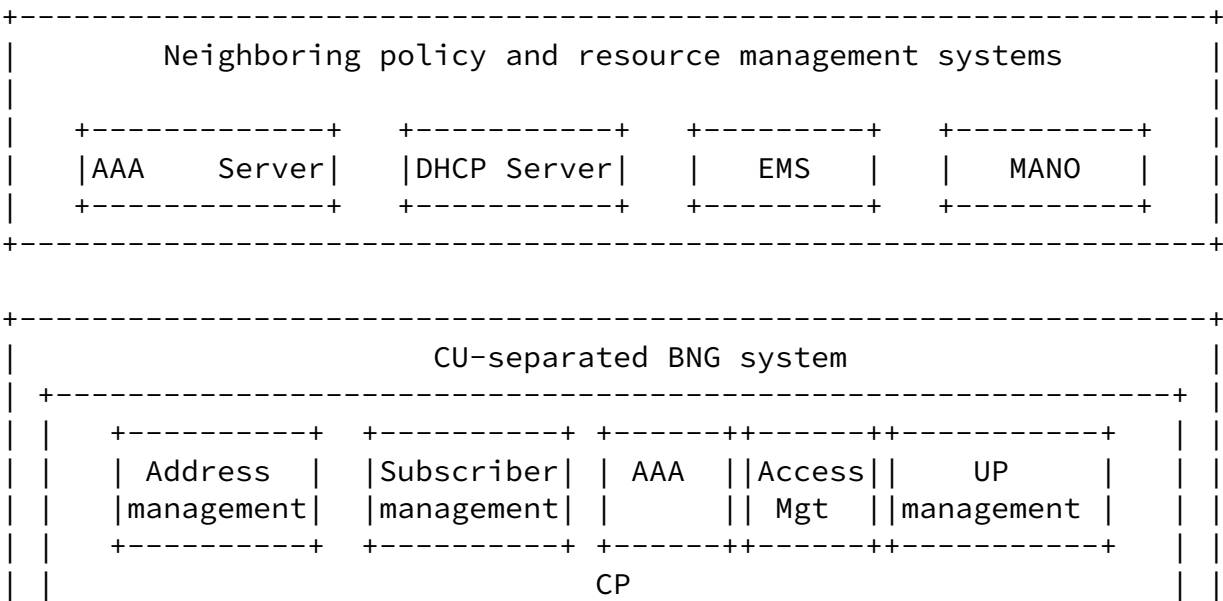 Neighboring policy and resource management systems
AAA Server DHCP Server EMS MANO
CU-separated BNG system
Address Subscriber AAA Access UP
management management Mgt management
CP